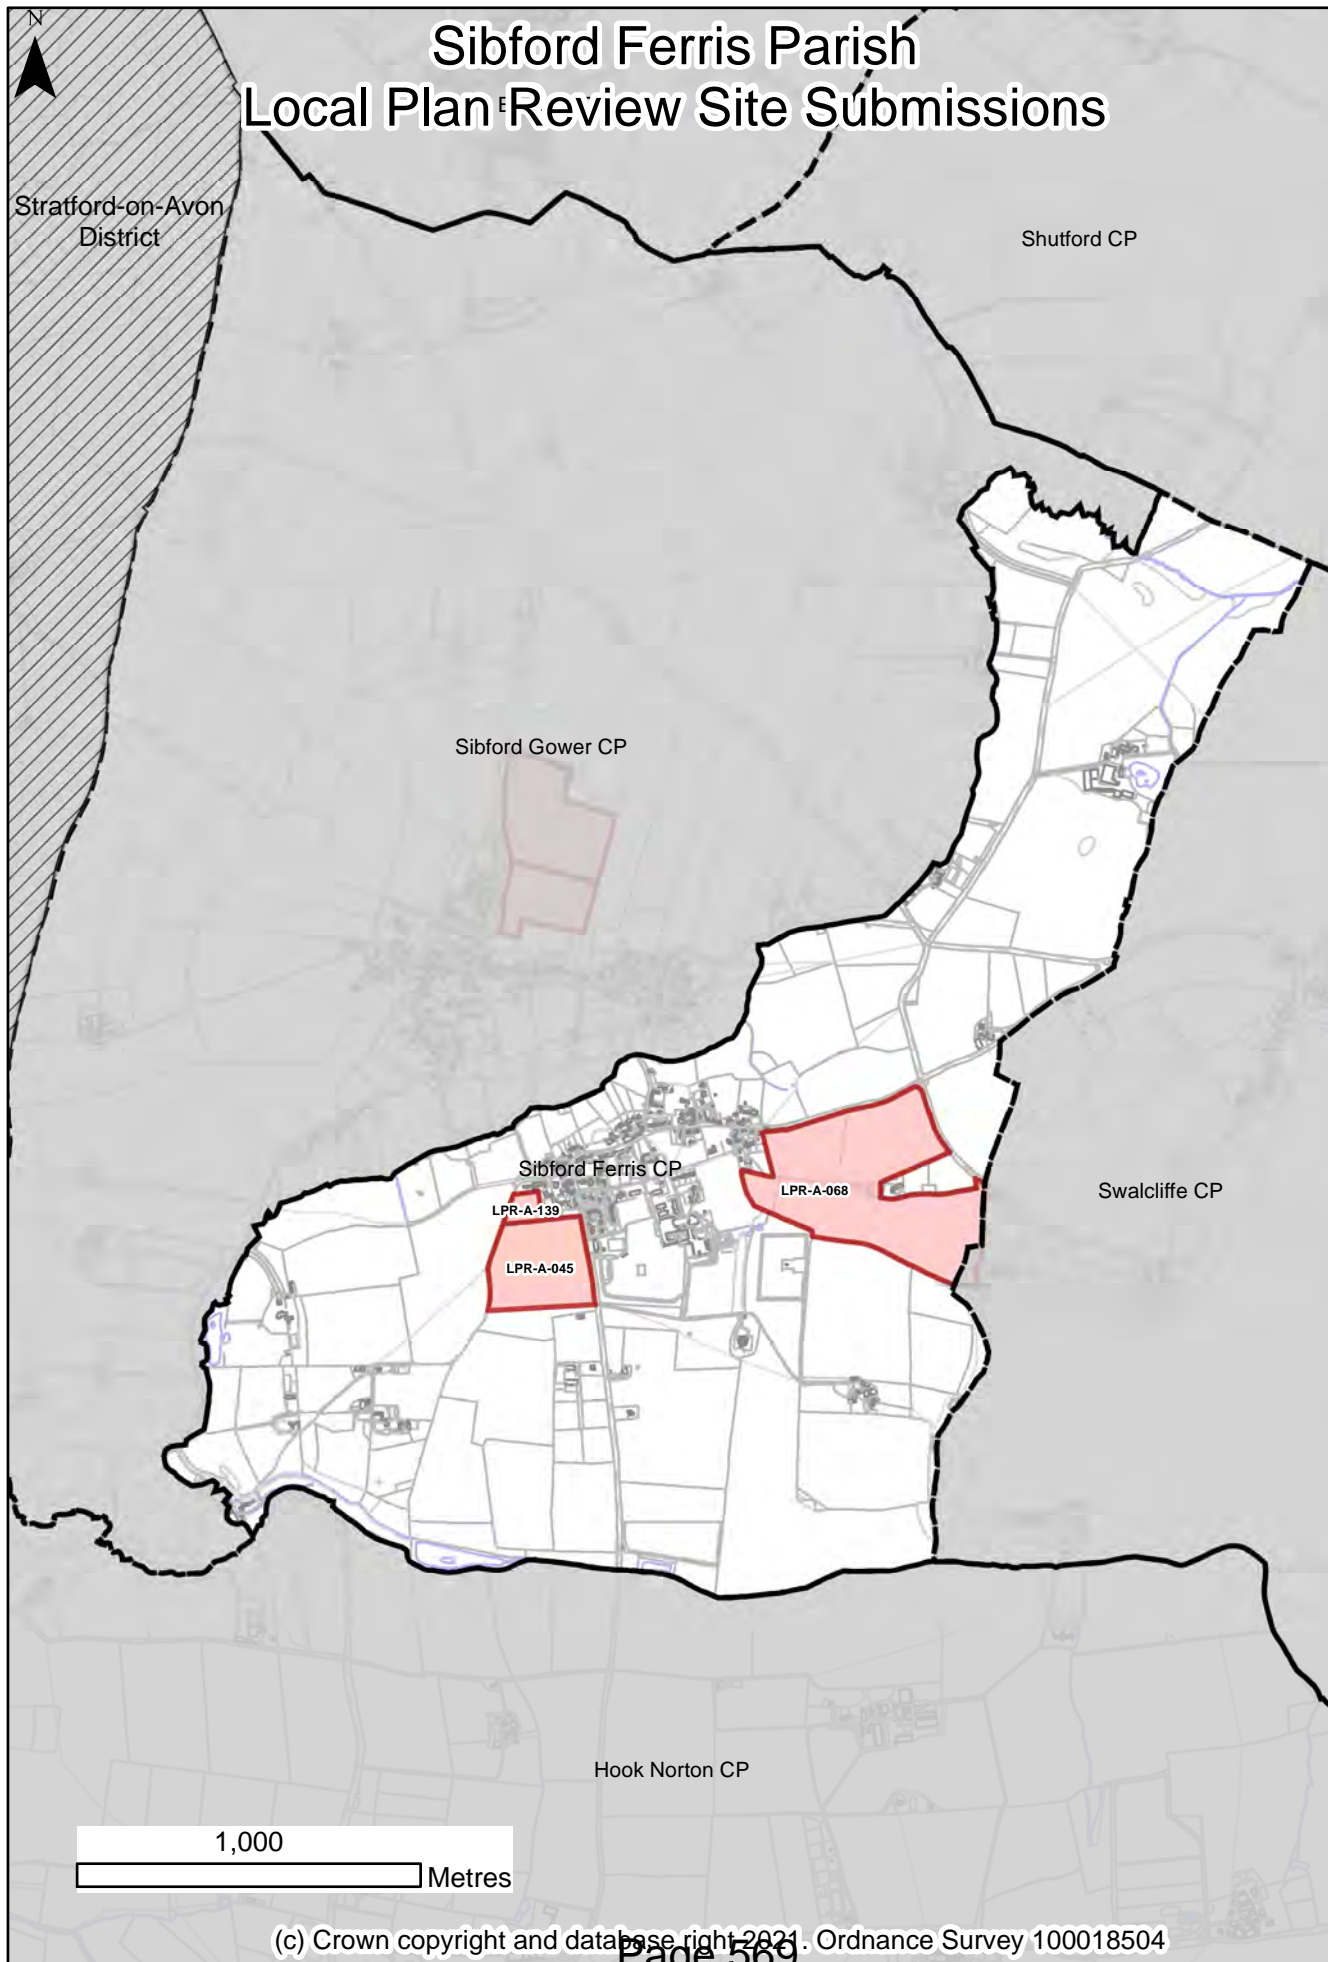 N
Sibford Ferris Parish
Local Plan Review Site Submissions
Stratford-on-Avon
District
Shutford CP
Sibford Gower CP
Sibford Ferris CP
LPR-A-068
Swalcliffe CP
LPR-A-139
LPR-A-045
Hook Norton CP
1,000
Metres
(c) Crown copyright and database right 2021. Ordnance Survey 100018504
Page 569